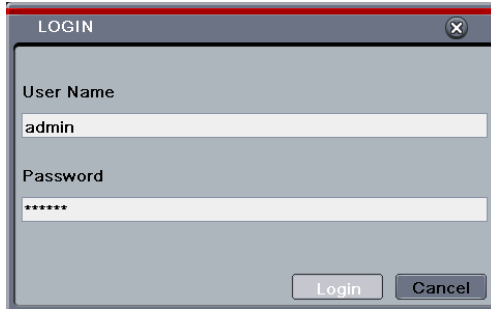 LOGIN
User Name
admin
Password
******
Login Cancel